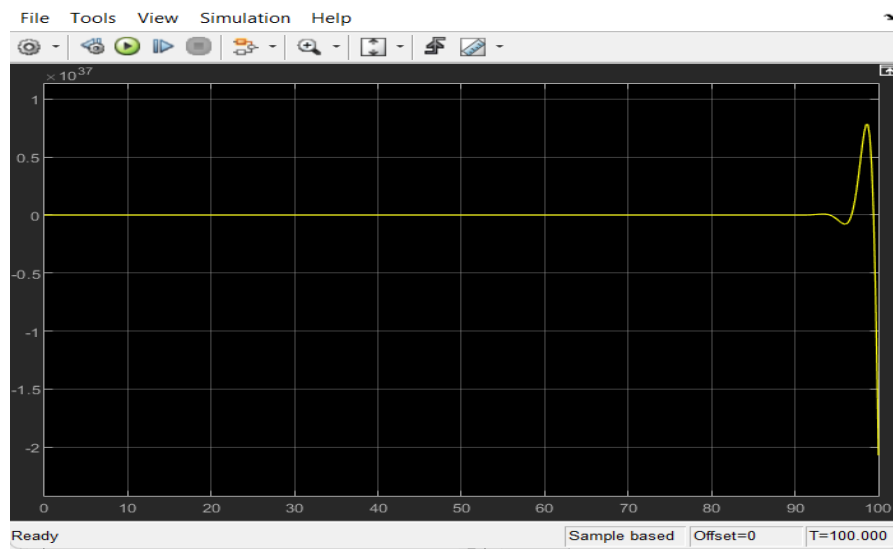 File Tools View Simulation Help
× 10 37
1
0.5
0
-0.5
-1
-1.5
-2
0 10 20 30 40 50 60 70 80 90 100
Ready Sample based Offset=0 T=100.000